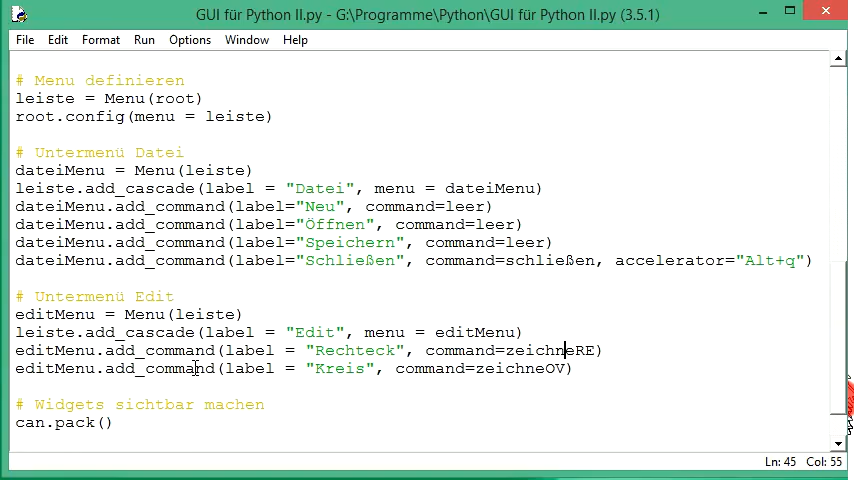 GUI für Python II.py - G:\Programme\Python\GUI für Python II.py (3.5.1)
File Edit Format Run Options Window Help
# Menu definieren
leiste = Menu(root)
root.config(menu = leiste)
# Untermenü Datei
dateiMenu = Menu(leiste)
leiste.add_cascade(label = "Datei", menu = dateiMenu)
dateiMenu.add_command(label="Neu", command=leer)
dateiMenu.add_command(label="Öffnen", command=leer)
dateiMenu.add_command(label="Speichern", command=leer)
dateiMenu.add_command(label="Schließen", command=schließen, accelerator="Alt+q")
# Untermenü Edit
editMenu = Menu(leiste)
leiste.add_cascade(label = "Edit", menu = editMenu)
editMenu.add_command(label = "Rechteck", command=zeichneRE)
editMenu.add_command(label = "Kreis", command=zeichneOV)
# Widgets sichtbar machen
can.pack()
Ln: 45 Col: 55